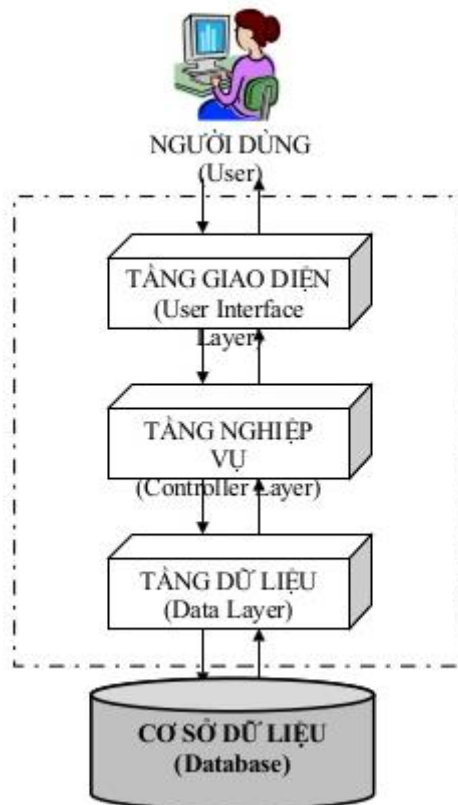 NGƯỜI DÙNG
(User)
TẦNG GIAO DIỆN
(User Interface
Layer)
TẦNG NGHIỆP
VỤ
(Controller Layer)
TẦNG DỮ LIỆU
(Data Layer)
CƠ SỞ DỮ LIỆU
(Database)